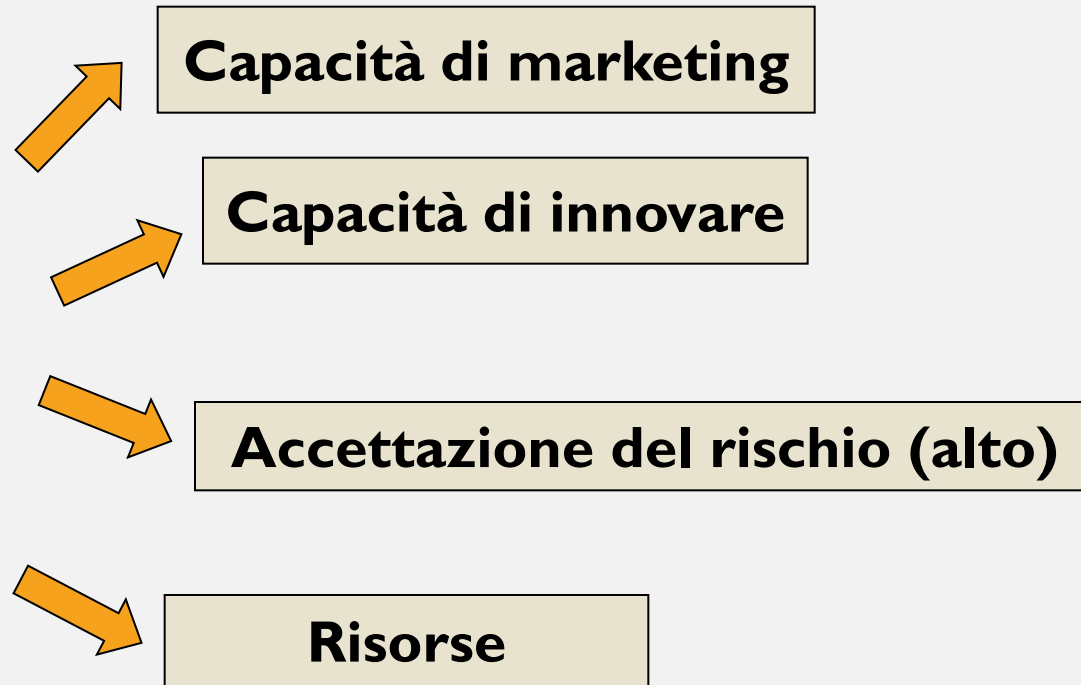 Capacità di marketing
Capacità di innovare
Accettazione del rischio (alto)
Risorse